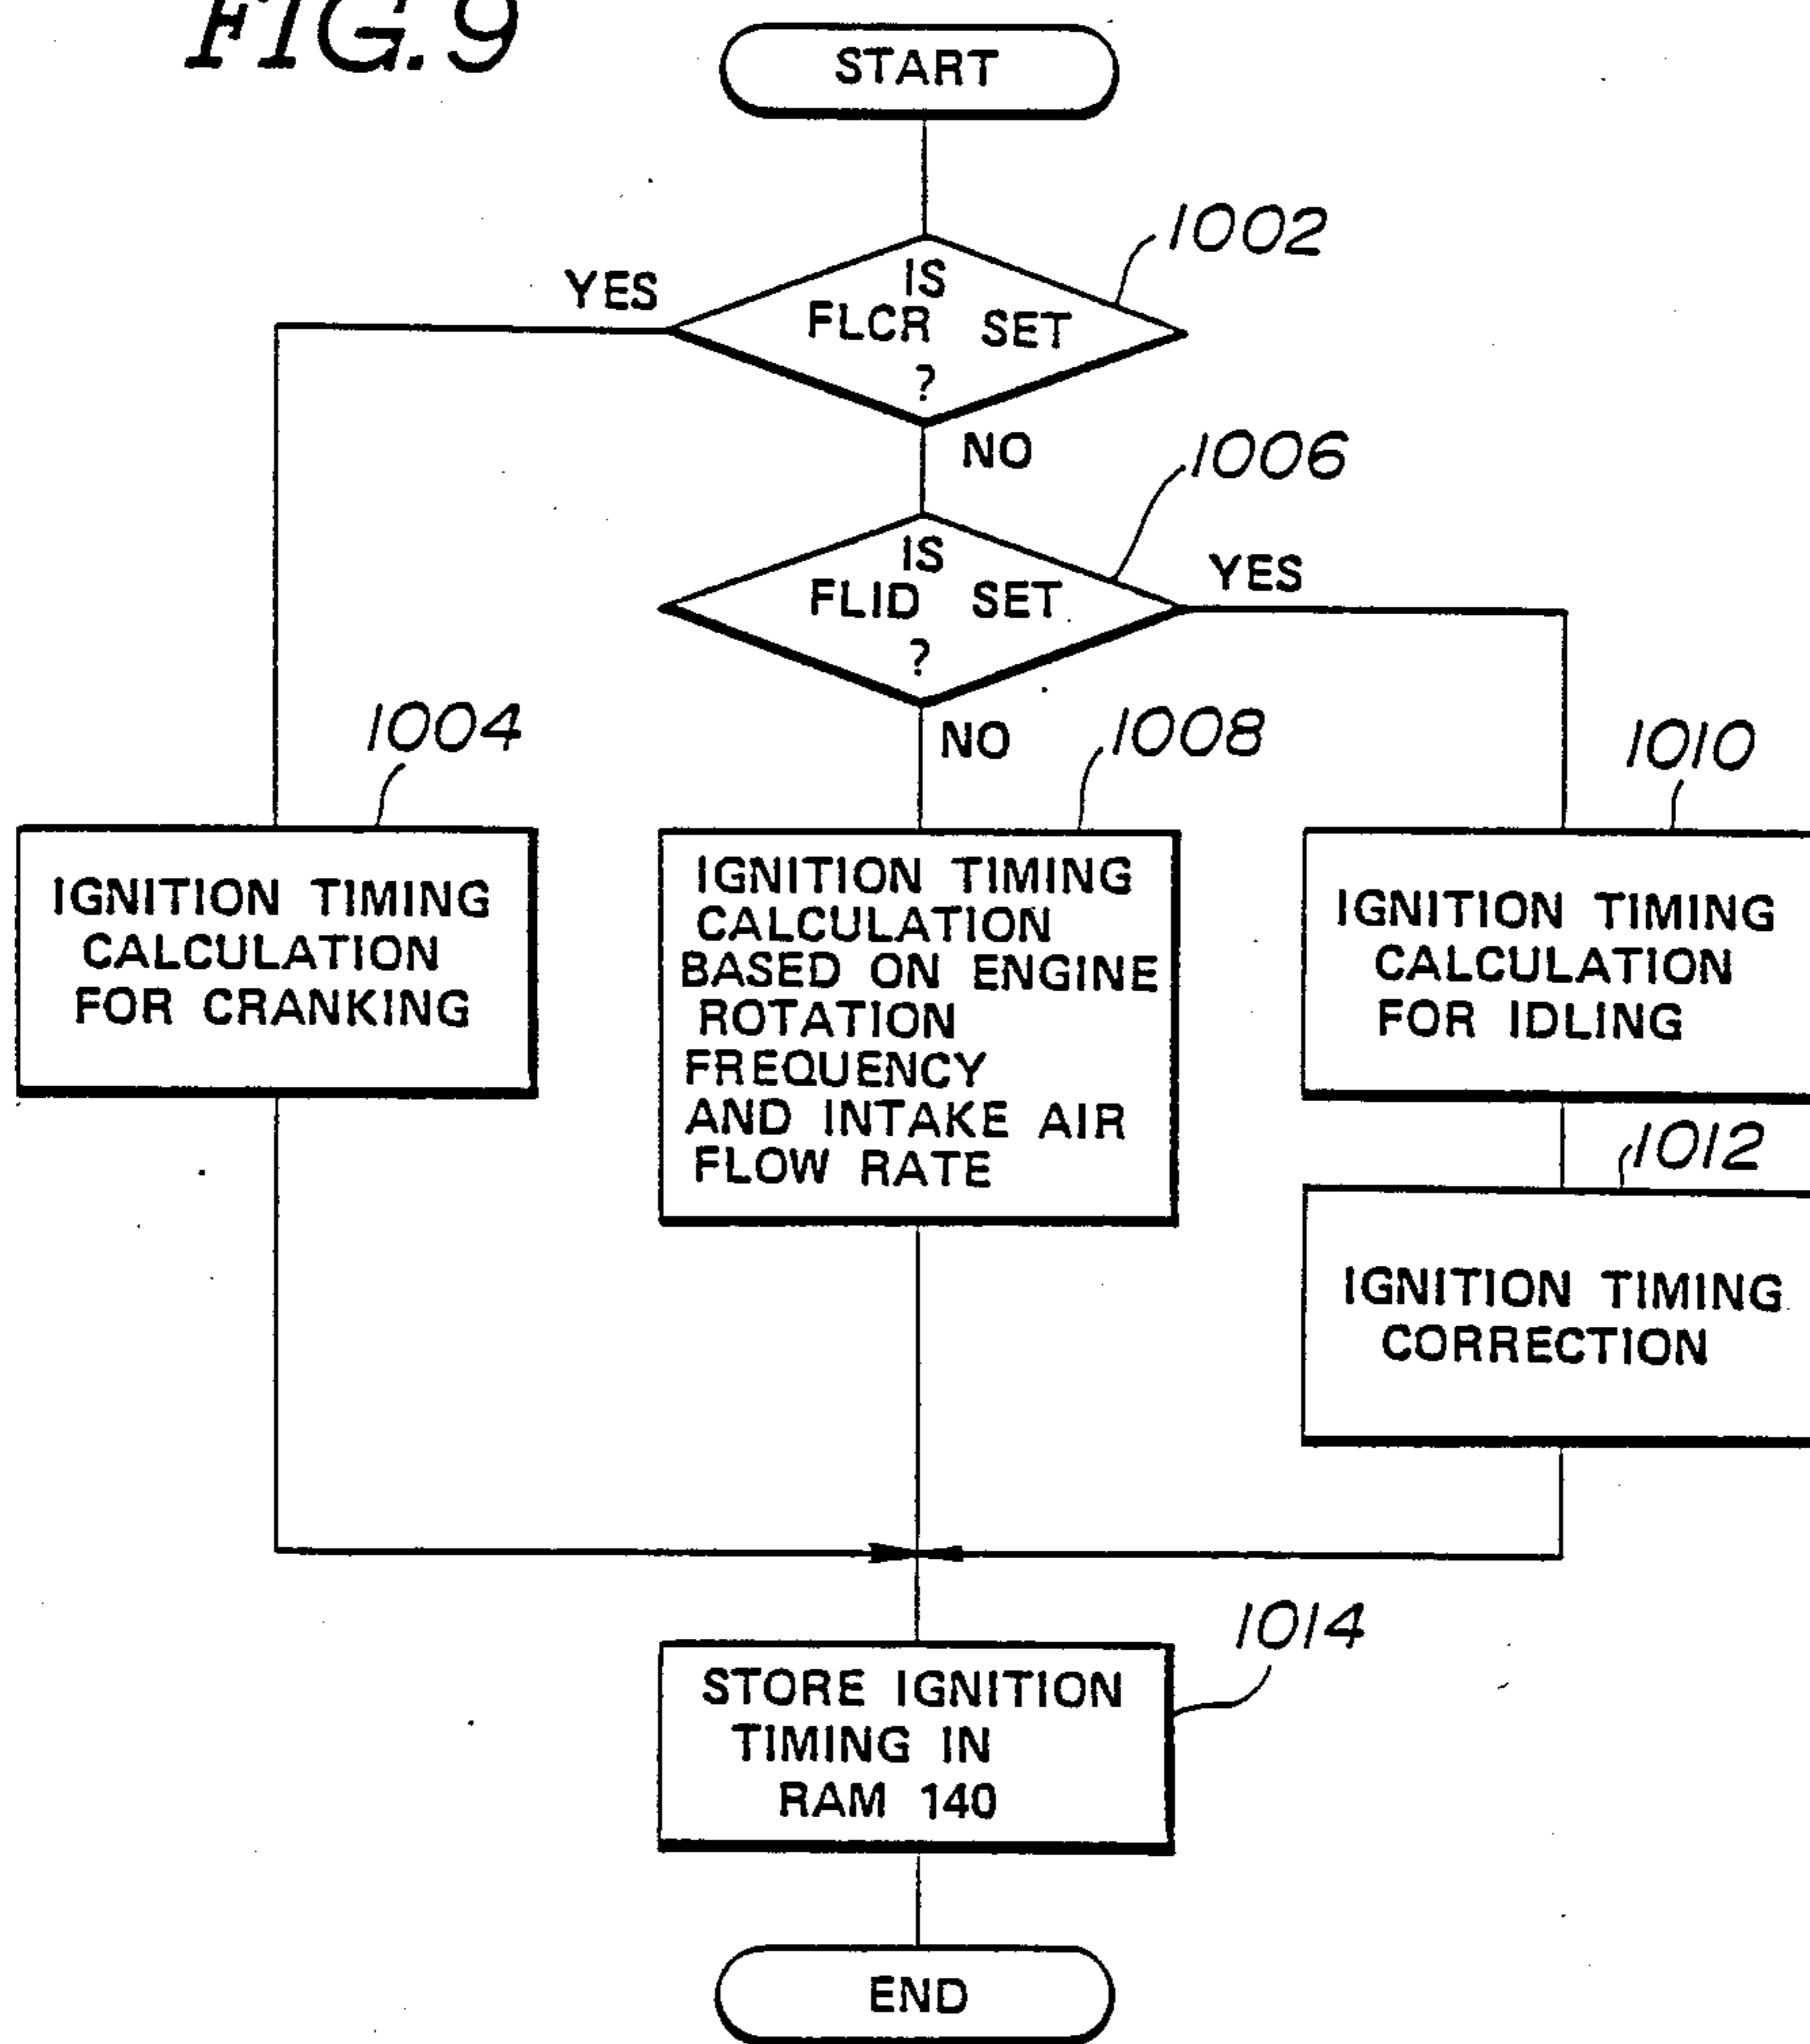 FIG. 9
START
1002
YES
IS
FLCR SET
?
NO
1006
IS
FLID SET
?
YES
NO
1004
1008
1010
IGNITION TIMING
CALCULATION
FOR CRANKING
IGNITION TIMING
CALCULATION
BASED ON ENGINE
ROTATION
FREQUENCY
AND INTAKE AIR
FLOW RATE
IGNITION TIMING
CALCULATION
FOR IDLING
1012
IGNITION TIMING
CORRECTION
1014
STORE IGNITION
TIMING IN
RAM 140
END